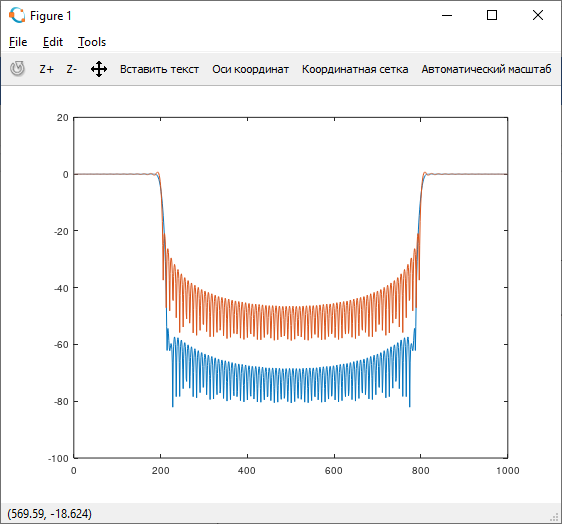 Figure 1
File Edit Tools
Z+ Z- Вставить текст Оси координат Координатная сетка Автоматический масштаб
20
0
-20
-40
-60
-80
-100
0 200 400 600 800 1000
(569.59, -18.624)